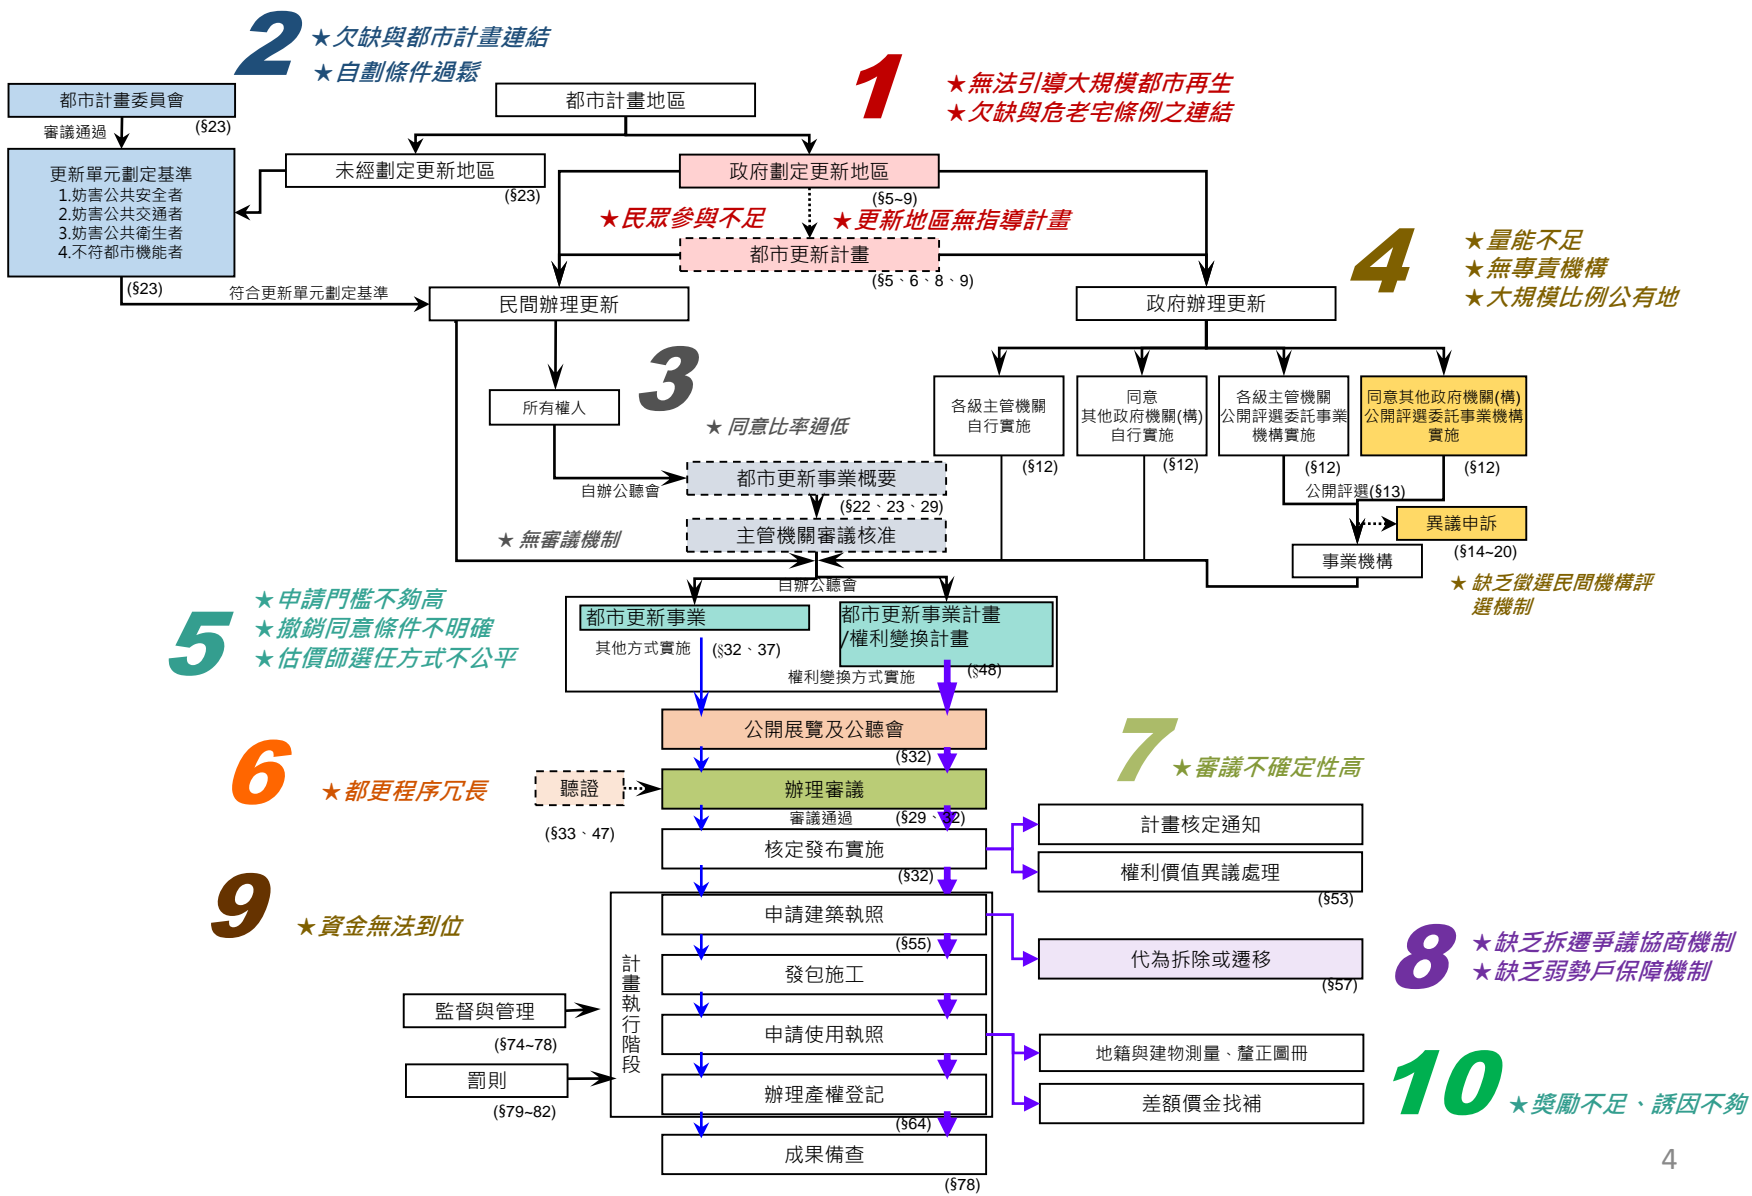 2
★欠缺與都市計畫連結
★自劃條件過鬆
1
★無法引導大規模都市再生
★欠缺與危老宅條例之連結
都市計畫委員會
(§23)
審議通過
都市計畫地區
更新單元劃定基準
1.妨害公共安全者
2.妨害公共交通者
3.妨害公共衛生者
4.不符都市機能者
(§23)
未經劃定更新地區
(§23)
政府劃定更新地區
(§5~9)
★民眾參與不足
★更新地區無指導計畫
都市更新計畫
(§5、6、8、9)
4
★量能不足
★無專責機構
★大規模比例公有地
符合更新單元劃定基準
民間辦理更新
政府辦理更新
3
★同意比率過低
所有權人
各級主管機關
自行實施
(§12)
同意
其他政府機關(構)
自行實施
(§12)
各級主管機關
公開評選委託事業
機構實施
(§12)
同意其他政府機關(構)
公開評選委託事業機構
實施
(§12)
自辦公聽會
都市更新事業概要
(§22、23、29)
公開評選(§13)
★無審議機制
主管機關審議核准
異議申訴
(§14~20)
事業機構
★缺乏徵選民間機構評
選機制
自辦公聽會
5
★申請門檻不夠高
★撤銷同意條件不明確
★估價師選任方式不公平
都市更新事業
其他方式實施
(§32、37)
都市更新事業計畫
/權利變換計畫
(§48)
權利變換方式實施
公開展覽及公聽會
(§32)
6
★都更程序冗長
聽證
(§33、47)
辦理審議
審議通過
(§29、32)
7
★審議不確定性高
核定發布實施
(§32)
計畫核定通知
權利價值異議處理
(§53)
9
★資金無法到位
計畫執行階段
申請建築執照
(§55)
代為拆除或遷移
(§57)
8
★缺乏拆遷爭議協商機制
★缺乏弱勢戶保障機制
發包施工
監督與管理
(§74~78)
申請使用執照
地籍與建物測量、釐正圖冊
罰則
(§79~82)
辦理產權登記
(§64)
差額價金找補
10
★獎勵不足、誘因不夠
成果備查
(§78)
4